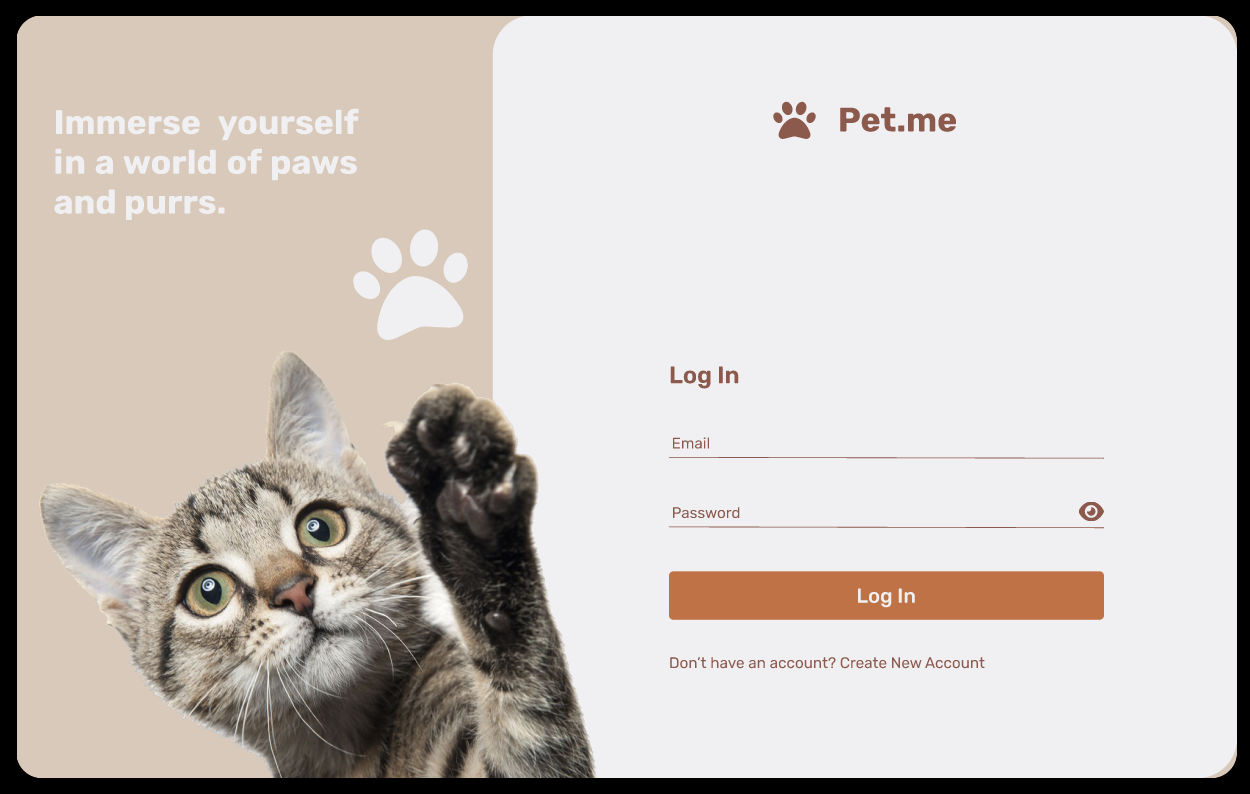 Immerse yourself
in a world of paws
and purrs.
Pet.me
Log In
Email
Password
Log In
Don't have an account? Create New Account